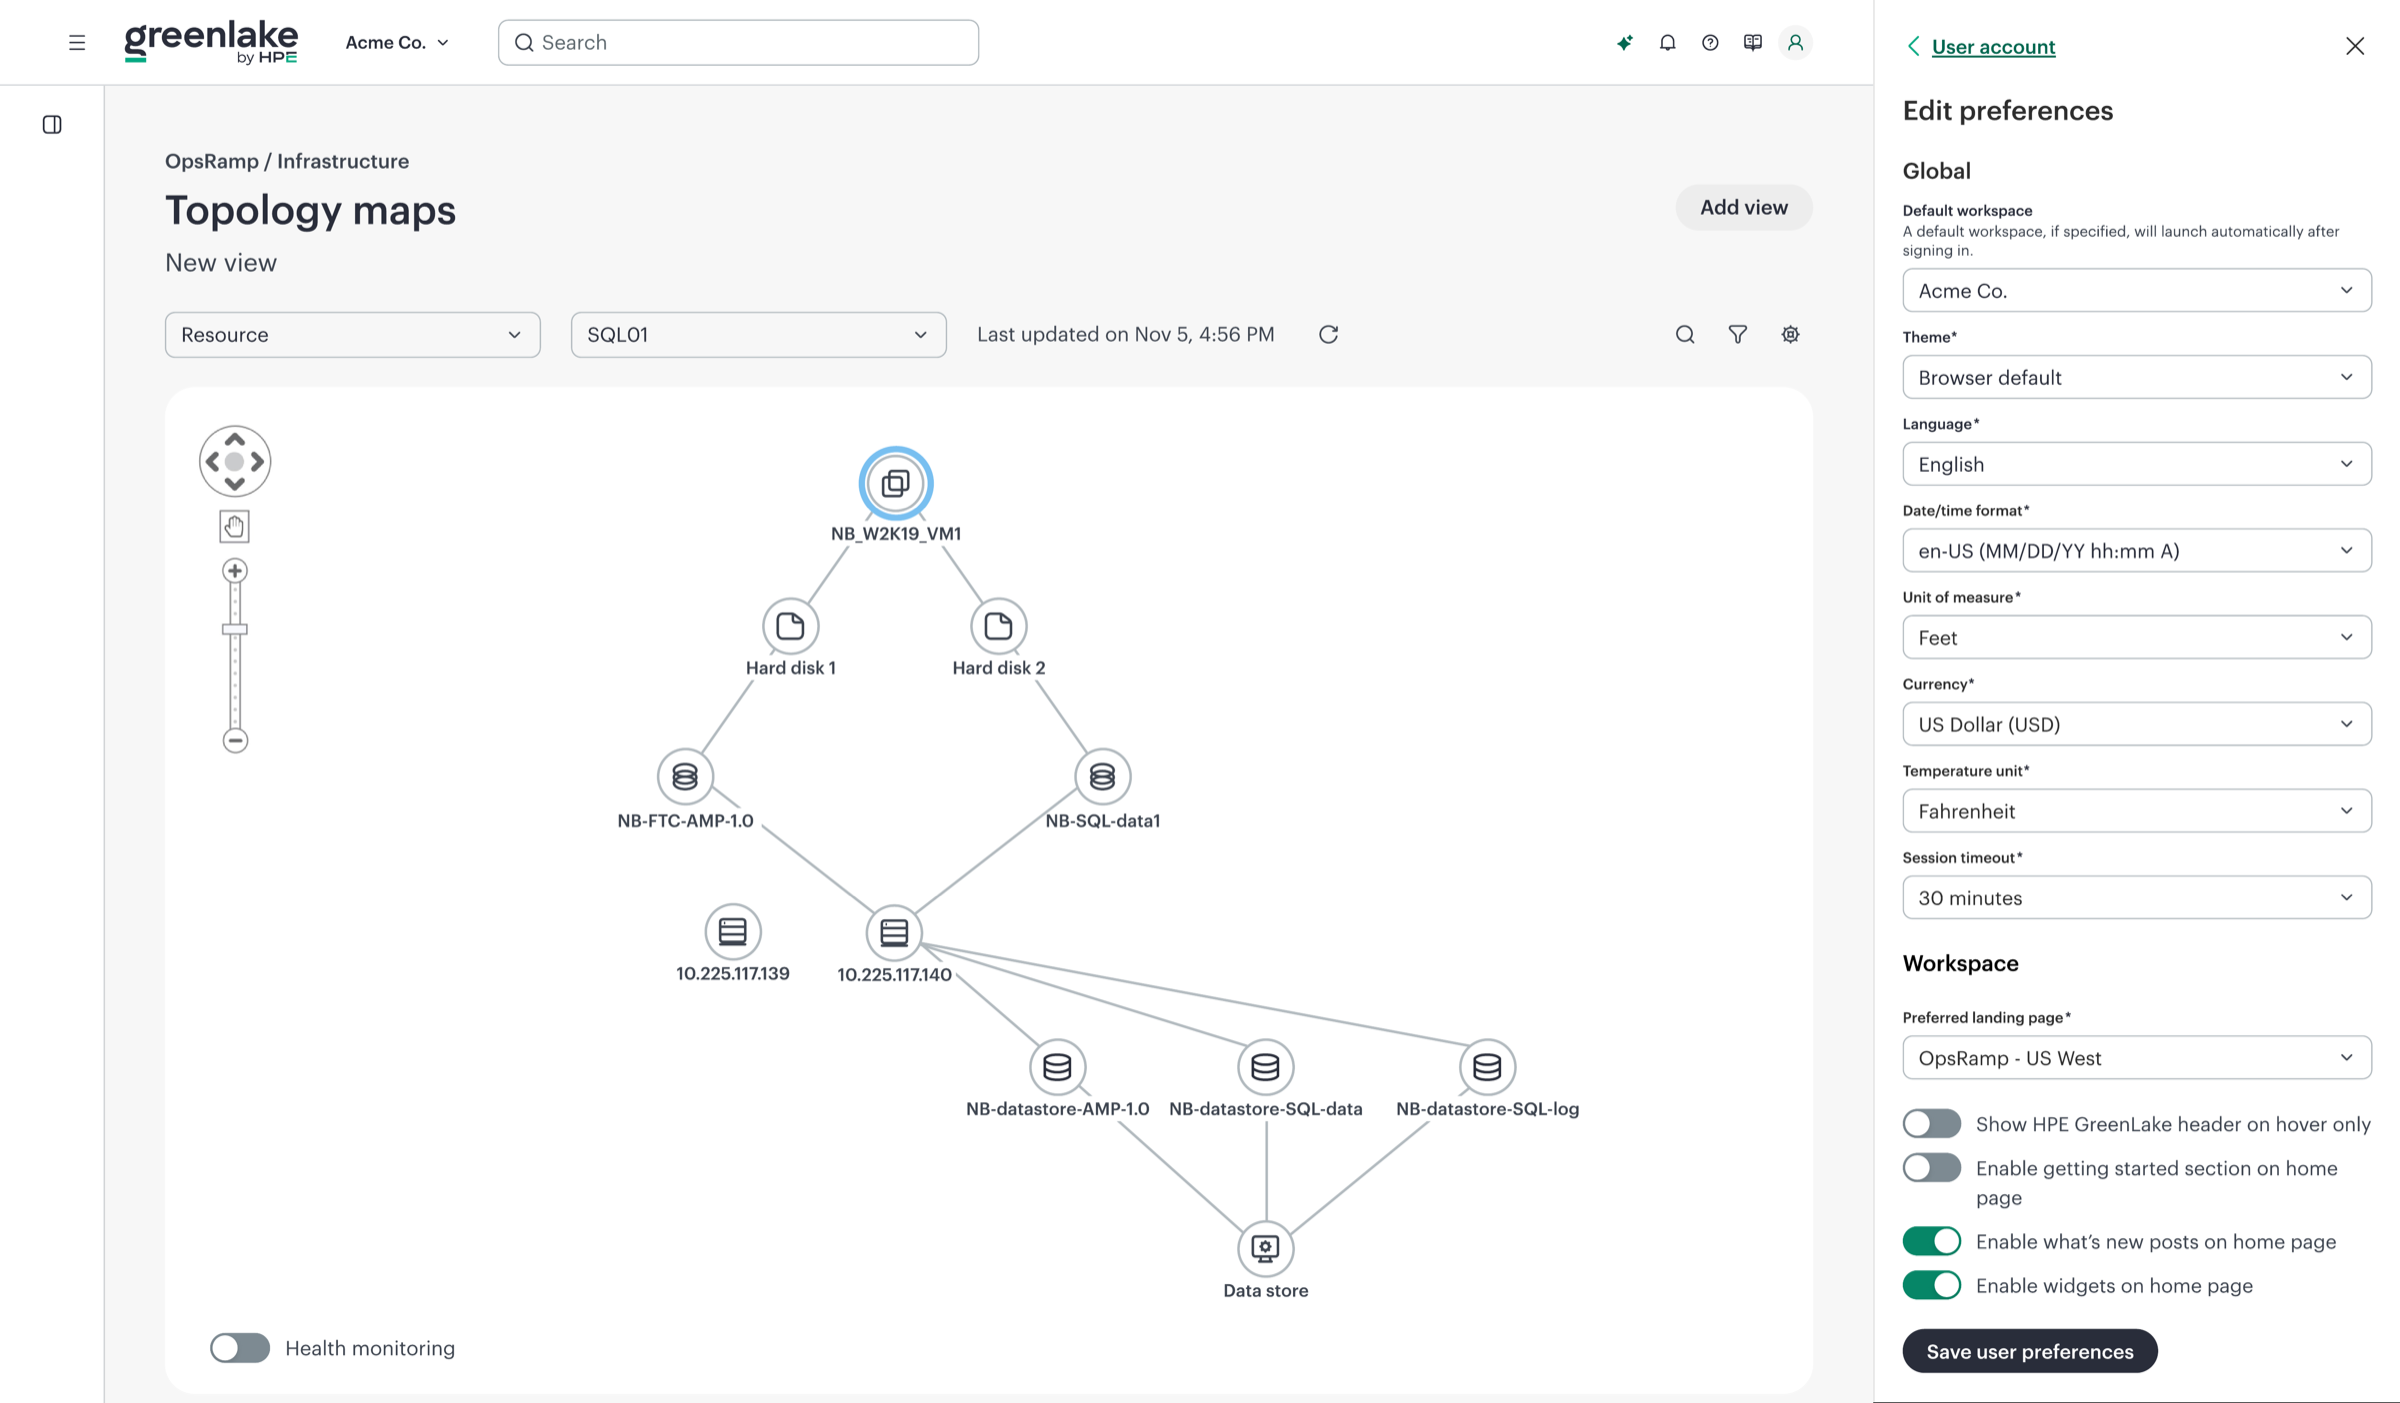 greenlake
by HPE
Acme Co.
Search
OpsRamp / Infrastructure
Topology maps
New view
Add view
Resource
SQL01
Last updated on Nov 5, 4:56 PM
NB_W2K19_VM1
Hard disk 1
Hard disk 2
NB-FTC-AMP-1.0
NB-SQL-data1
10.225.117.139
10.225.117.140
NB-datastore-AMP-1.0
NB-datastore-SQL-data
NB-datastore-SQL-log
Data store
Health monitoring
User account
Edit preferences
Global
Default workspace
A default workspace, if specified, will launch automatically after
signing in.
Acme Co.
Theme*
Browser default
Language*
English
Date/time format*
en-US (MM/DD/YY hh:mm A)
Unit of measure*
Feet
Currency*
US Dollar (USD)
Temperature unit*
Fahrenheit
Session timeout*
30 minutes
Workspace
Preferred landing page*
OpsRamp - US West
Show HPE GreenLake header on hover only
Enable getting started section on home
page
Enable what's new posts on home page
Enable widgets on home page
Save user preferences